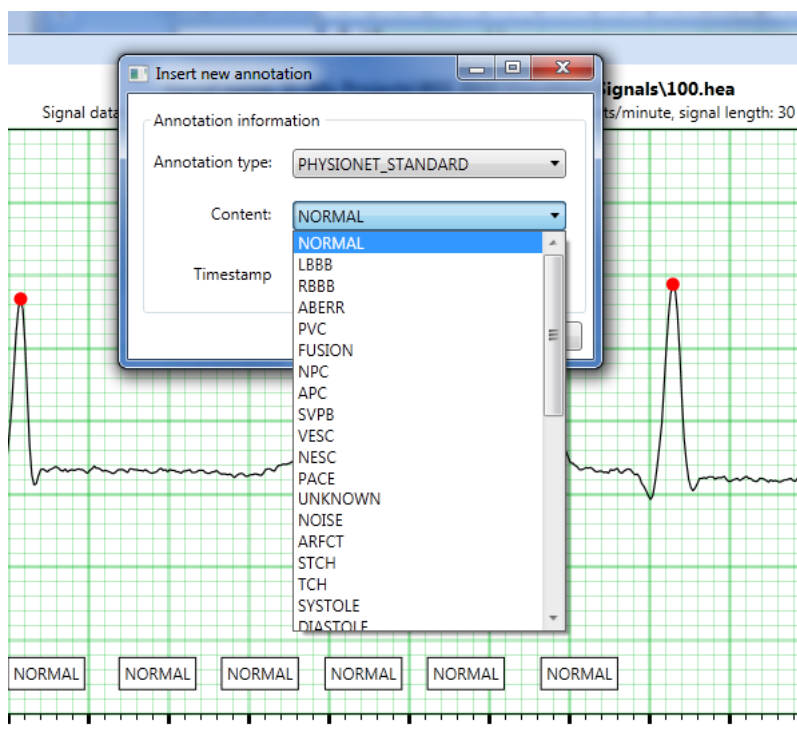 Insert new annotation
Signals\100.hea
Signal data
ts/minute, signal length: 30
Annotation information
Annotation type:
PHYSIONET_STANDARD
Content:
NORMAL
NORMAL
LBBB
RBBB
ABERR
PVC
FUSION
NPC
APC
SVPB
VESC
NESC
PACE
UNKNOWN
NOISE
ARFCT
STCH
TCH
SYSTOLE
DIASTOLE
Timestamp
NORMAL NORMAL NORMAL NORMAL NORMAL NORMAL